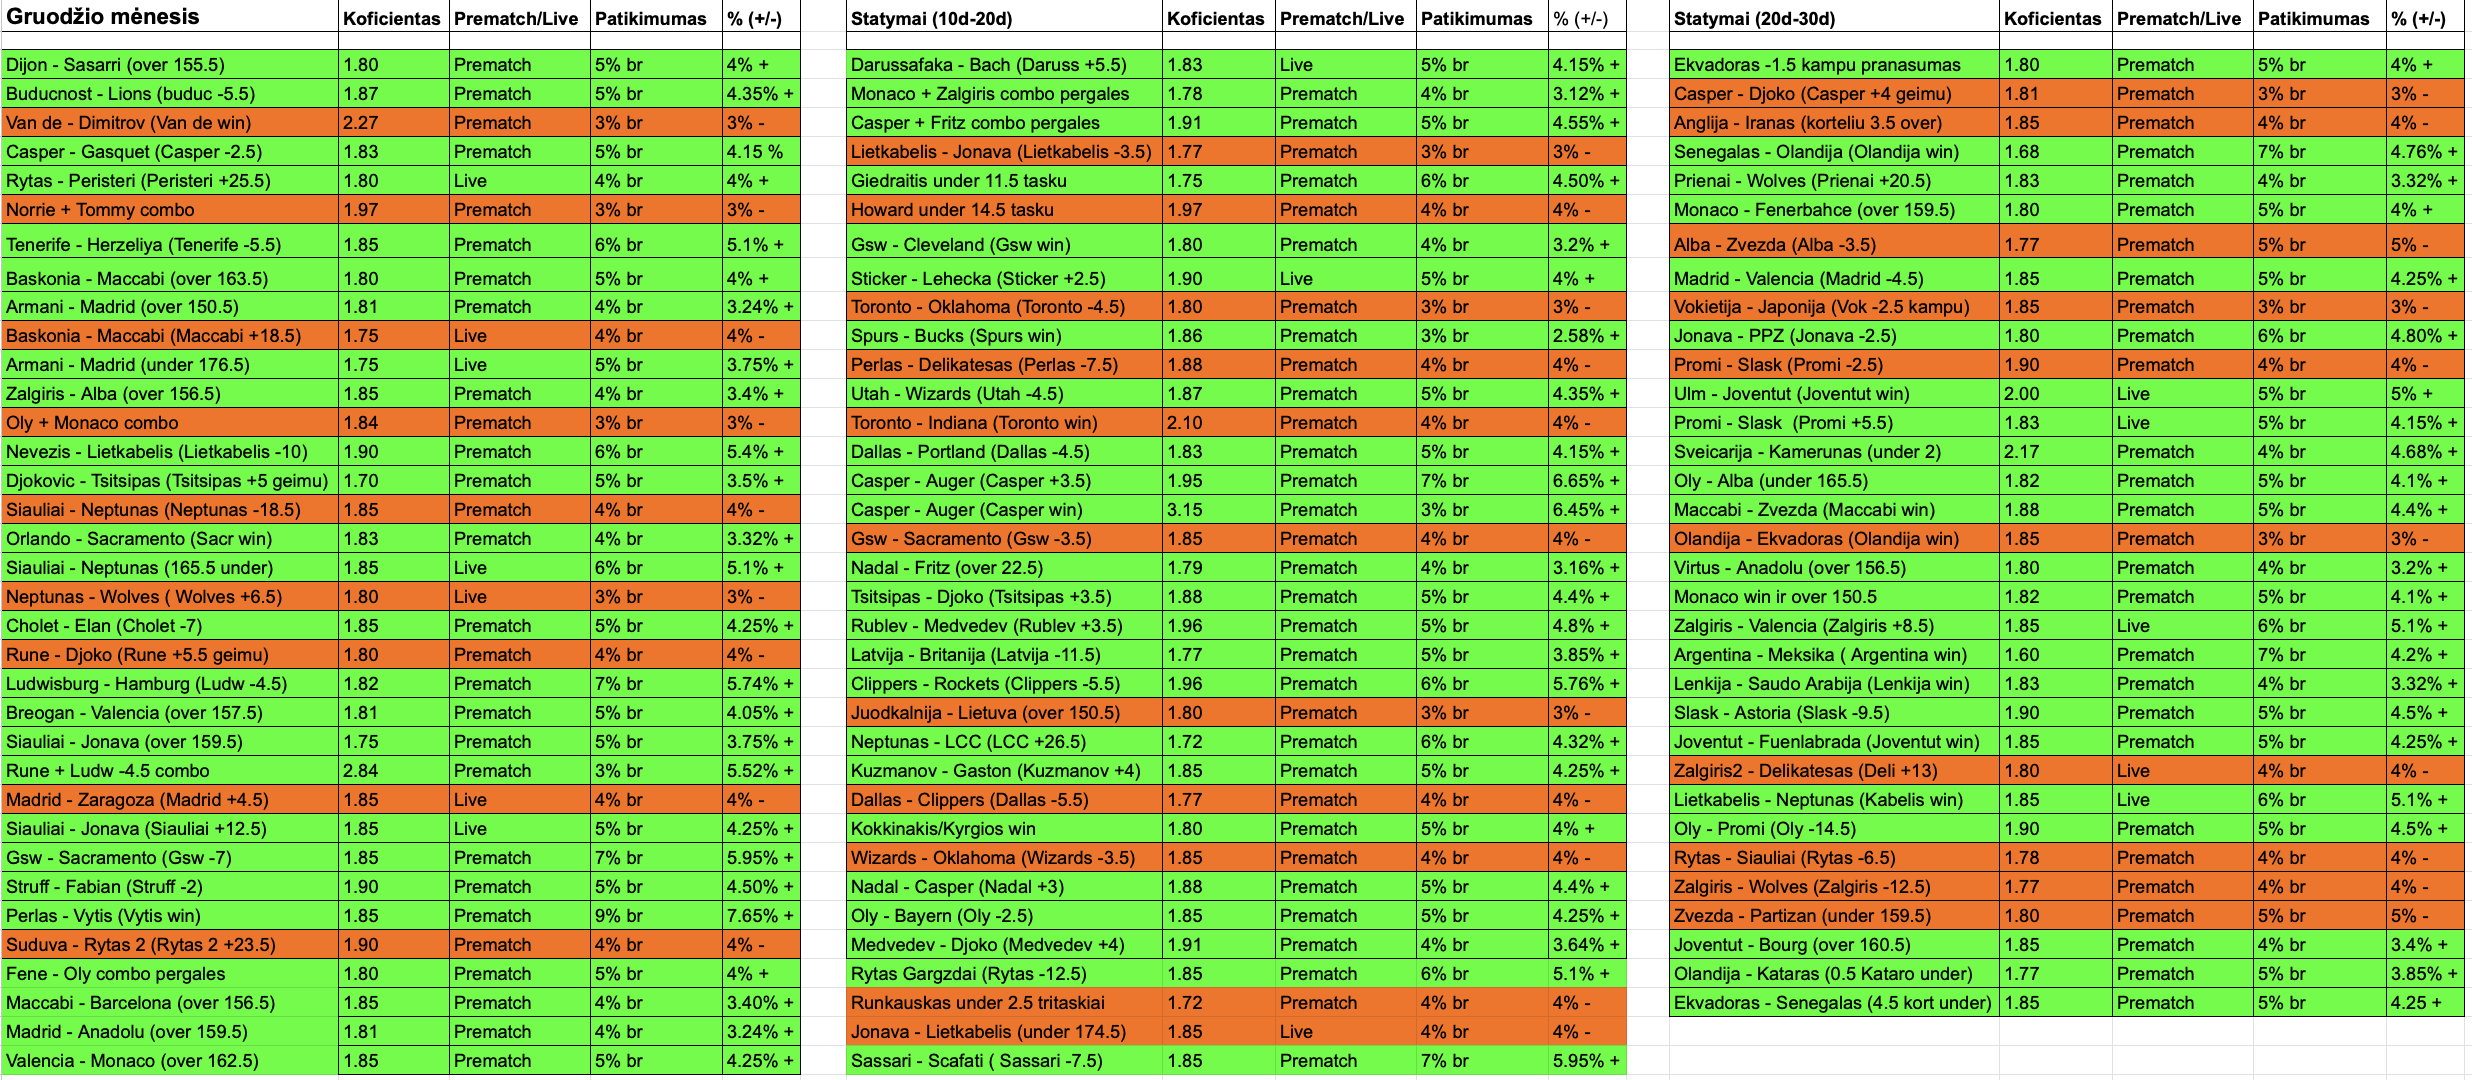 Gruodžio mėnesis Koficientas Prematch/Live Patikimumas % (+/-)
Dijon - Sasarri (over 155.5) 1.80 Prematch 5% br 4% +
Buducnost - Lions (buduc -5.5) 1.87 Prematch 5% br 4.35% +
Van de - Dimitrov (Van de win) 2.27 Prematch 3% br 3% -
Casper - Gasquet (Casper -2.5) 1.83 Prematch 5% br 4.15 %
Rytas - Peristeri (Peristeri +25.5) 1.80 Live 4% br 4% +
Norrie + Tommy combo 1.97 Prematch 3% br 3% -
Tenerife - Herzeliya (Tenerife -5.5) 1.85 Prematch 6% br 5.1% +
Baskonia - Maccabi (over 163.5) 1.80 Prematch 5% br 4% +
Armani - Madrid (over 150.5) 1.81 Prematch 4% br 3.24% +
Baskonia - Maccabi (Maccabi +18.5) 1.75 Live 4% br 4% -
Armani - Madrid (under 176.5) 1.75 Live 5% br 3.75% +
Zalgiris - Alba (over 156.5) 1.85 Prematch 4% br 3.4% +
Oly + Monaco combo 1.84 Prematch 3% br 3% -
Nevezis - Lietkabelis (Lietkabelis -10) 1.90 Prematch 6% br 5.4% +
Djokovic - Tsitsipas (Tsitsipas +5 geimu) 1.70 Prematch 5% br 3.5% +
Siauliai - Neptunas (Neptunas -18.5) 1.85 Prematch 4% br 4% -
Orlando - Sacramento (Sacr win) 1.83 Prematch 4% br 3.32% +
Siauliai - Neptunas (165.5 under) 1.85 Live 6% br 5.1% +
Neptunas - Wolves ( Wolves +6.5) 1.80 Live 3% br 3% -
Cholet - Elan (Cholet -7) 1.85 Prematch 5% br 4.25% +
Rune - Djoko (Rune +5.5 geimu) 1.80 Prematch 4% br 4% -
Ludwisburg - Hamburg (Ludw -4.5) 1.82 Prematch 7% br 5.74% +
Breogan - Valencia (over 157.5) 1.81 Prematch 5% br 4.05% +
Siauliai - Jonava (over 159.5) 1.75 Prematch 5% br 3.75% +
Rune + Ludw -4.5 combo 2.84 Prematch 3% br 5.52% +
Madrid - Zaragoza (Madrid +4.5) 1.85 Live 4% br 4% -
Siauliai - Jonava (Siauliai +12.5) 1.85 Live 5% br 4.25% +
Gsw - Sacramento (Gsw -7) 1.85 Prematch 7% br 5.95% +
Struff - Fabian (Struff -2) 1.90 Prematch 5% br 4.50% +
Perlas - Vytis (Vytis win) 1.85 Prematch 9% br 7.65% +
Suduva - Rytas 2 (Rytas 2 +23.5) 1.90 Prematch 4% br 4% -
Fene - Oly combo pergales 1.80 Prematch 5% br 4% +
Maccabi - Barcelona (over 156.5) 1.85 Prematch 4% br 3.40% +
Madrid - Anadolu (over 159.5) 1.81 Prematch 4% br 3.24% +
Valencia - Monaco (over 162.5) 1.85 Prematch 5% br 4.25% +
Statymai (10d-20d) Koficientas Prematch/Live Patikimumas % (+/-)
Darussafaka - Bach (Daruss +5.5) 1.83 Live 5% br 4.15% +
Monaco + Zalgiris combo pergales 1.78 Prematch 4% br 3.12% +
Casper + Fritz combo pergales 1.91 Prematch 5% br 4.55% +
Lietkabelis - Jonava (Lietkabelis -3.5) 1.77 Prematch 3% br 3% -
Giedraitis under 11.5 tasku 1.75 Prematch 6% br 4.50% +
Howard under 14.5 tasku 1.97 Prematch 4% br 4% -
Gsw - Cleveland (Gsw win) 1.80 Prematch 4% br 3.2% +
Sticker - Lehecka (Sticker +2.5) 1.90 Live 5% br 4% +
Toronto - Oklahoma (Toronto -4.5) 1.80 Prematch 3% br 3% -
Spurs - Bucks (Spurs win) 1.86 Prematch 3% br 2.58% +
Perlas - Delikatesas (Perlas -7.5) 1.88 Prematch 4% br 4% -
Utah - Wizards (Utah -4.5) 1.87 Prematch 5% br 4.35% +
Toronto - Indiana (Toronto win) 2.10 Prematch 4% br 4% -
Dallas - Portland (Dallas -4.5) 1.83 Prematch 5% br 4.15% +
Casper - Auger (Casper +3.5) 1.95 Prematch 7% br 6.65% +
Casper - Auger (Casper win) 3.15 Prematch 3% br 6.45% +
Gsw - Sacramento (Gsw -3.5) 1.85 Prematch 4% br 4% -
Nadal - Fritz (over 22.5) 1.79 Prematch 4% br 3.16% +
Tsitsipas - Djoko (Tsitsipas +3.5) 1.88 Prematch 5% br 4.4% +
Rublev - Medvedev (Rublev +3.5) 1.96 Prematch 5% br 4.8% +
Latvija - Britanija (Latvija -11.5) 1.77 Prematch 5% br 3.85% +
Clippers - Rockets (Clippers -5.5) 1.96 Prematch 6% br 5.76% +
Juodkalnija - Lietuva (over 150.5) 1.80 Prematch 3% br 3% -
Neptunas - LCC (LCC +26.5) 1.72 Prematch 6% br 4.32% +
Kuzmanov - Gaston (Kuzmanov +4) 1.85 Prematch 5% br 4.25% +
Dallas - Clippers (Dallas -5.5) 1.77 Prematch 4% br 4% -
Kokkinakis/Kyrgios win 1.80 Prematch 5% br 4% +
Wizards - Oklahoma (Wizards -3.5) 1.85 Prematch 4% br 4% -
Nadal - Casper (Nadal +3) 1.88 Prematch 5% br 4.4% +
Oly - Bayern (Oly -2.5) 1.85 Prematch 5% br 4.25% +
Medvedev - Djoko (Medvedev +4) 1.91 Prematch 4% br 3.64% +
Rytas Gargzdai (Rytas -12.5) 1.85 Prematch 6% br 5.1% +
Runkauskas under 2.5 tritaskiai 1.72 Prematch 4% br 4% -
Jonava - Lietkabelis (under 174.5) 1.85 Live 4% br 4% -
Sassari - Scafati ( Sassari -7.5) 1.85 Prematch 7% br 5.95% +
Statymai (20d-30d) Koficientas Prematch/Live Patikimumas % (+/-)
Ekvadoras -1.5 kampu pranasumas 1.80 Prematch 5% br 4% +
Casper - Djoko (Casper +4 geimu) 1.81 Prematch 3% br 3% -
Anglija - Iranas (korteliu 3.5 over) 1.85 Prematch 4% br 4% -
Senegalas - Olandija (Olandija win) 1.68 Prematch 7% br 4.76% +
Prienai - Wolves (Prienai +20.5) 1.83 Prematch 4% br 3.32% +
Monaco - Fenerbahce (over 159.5) 1.80 Prematch 5% br 4% +
Alba - Zvezda (Alba -3.5) 1.77 Prematch 5% br 5% -
Madrid - Valencia (Madrid -4.5) 1.85 Prematch 5% br 4.25% +
Vokietija - Japonija (Vok -2.5 kampu) 1.85 Prematch 3% br 3% -
Jonava - PPZ (Jonava -2.5) 1.80 Prematch 6% br 4.80% +
Promi - Slask (Promi -2.5) 1.90 Prematch 4% br 4% -
Ulm - Joventut (Joventut win) 2.00 Live 5% br 5% +
Promi - Slask (Promi +5.5) 1.83 Live 5% br 4.15% +
Sveicarija - Kamerunas (under 2) 2.17 Prematch 4% br 4.68% +
Oly - Alba (under 165.5) 1.82 Prematch 5% br 4.1% +
Maccabi - Zvezda (Maccabi win) 1.88 Prematch 5% br 4.4% +
Olandija - Ekvadoras (Olandija win) 1.85 Prematch 3% br 3% -
Virtus - Anadolu (over 156.5) 1.80 Prematch 4% br 3.2% +
Monaco win ir over 150.5 1.82 Prematch 5% br 4.1% +
Zalgiris - Valencia (Zalgiris +8.5) 1.85 Live 6% br 5.1% +
Argentina - Meksika ( Argentina win) 1.60 Prematch 7% br 4.2% +
Lenkija - Saudo Arabija (Lenkija win) 1.83 Prematch 4% br 3.32% +
Slask - Astoria (Slask -9.5) 1.90 Prematch 5% br 4.5% +
Joventut - Fuenlabrada (Joventut win) 1.85 Prematch 5% br 4.25% +
Zalgiris2 - Delikatesas (Deli +13) 1.80 Live 4% br 4% -
Lietkabelis - Neptunas (Kabelis win) 1.85 Live 6% br 5.1% +
Oly - Promi (Oly -14.5) 1.90 Prematch 5% br 4.5% +
Rytas - Siauliai (Rytas -6.5) 1.78 Prematch 4% br 4% -
Zalgiris - Wolves (Zalgiris -12.5) 1.77 Prematch 4% br 4% -
Zvezda - Partizan (under 159.5) 1.80 Prematch 5% br 5% -
Joventut - Bourg (over 160.5) 1.85 Prematch 4% br 3.4% +
Olandija - Kataras (0.5 Kataro under) 1.77 Prematch 5% br 3.85% +
Ekvadoras - Senegalas (4.5 kort under) 1.85 Prematch 5% br 4.25 +